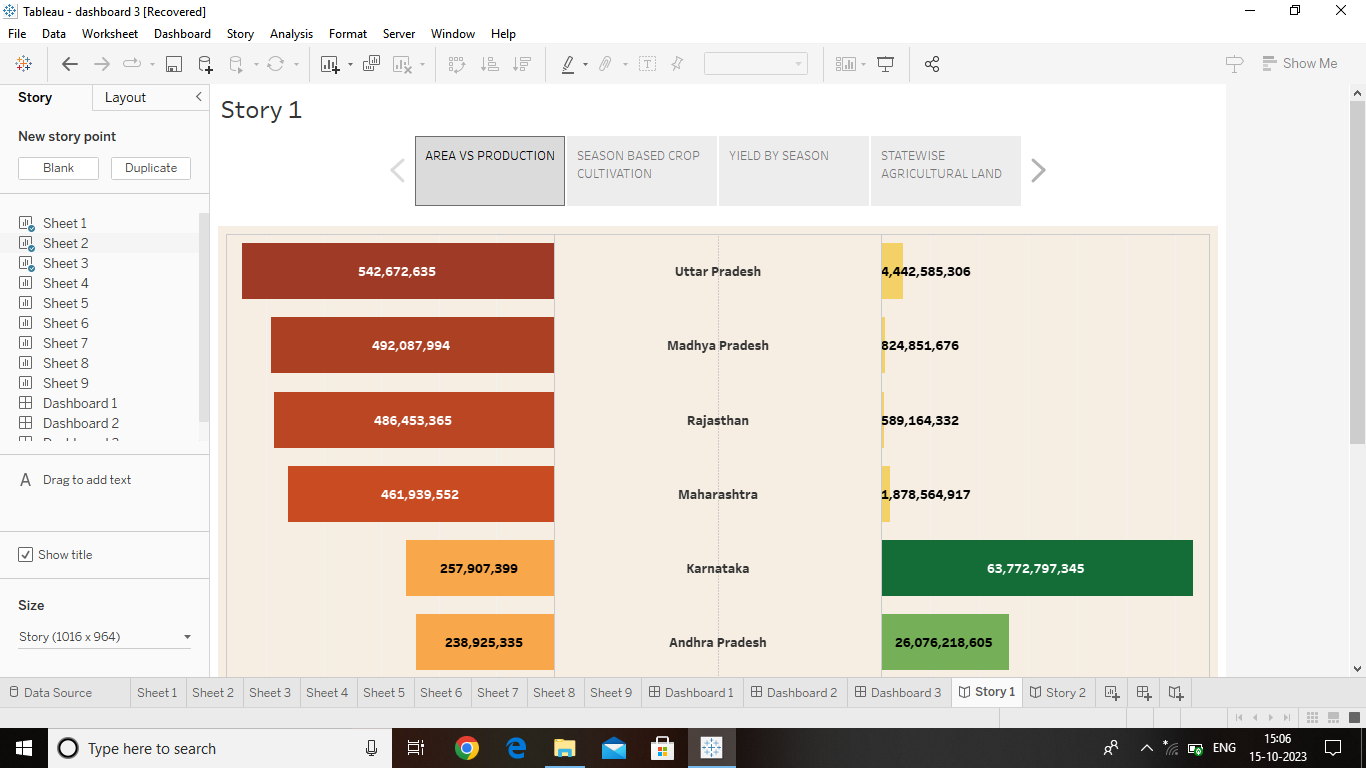 Tableau - dashboard 3 [Recovered]
File Data Worksheet Dashboard Story Analysis Format Server Window Help
Show Me
Story Layout
New story point
Blank Duplicate
Sheet 1
Sheet 2
Sheet 3
Sheet 4
Sheet 5
Sheet 6
Sheet 7
Sheet 8
Sheet 9
Dashboard 1
Dashboard 2
A Drag to add text
Show title
Size
Story (1016 x 964)
Story 1
AREA VS PRODUCTION
SEASON BASED CROP
CULTIVATION
YIELD BY SEASON
STATEWISE
AGRICULTURAL LAND
542,672,635 Uttar Pradesh 4,442,585,306
492,087,994 Madhya Pradesh 824,851,676
486,453,365 Rajasthan 589,164,332
461,939,552 Maharashtra 1,878,564,917
257,907,399 Karnataka 63,772,797,345
238,925,335 Andhra Pradesh 26,076,218,605
Data Source Sheet 1 Sheet 2 Sheet 3 Sheet 4 Sheet 5 Sheet 6 Sheet 7 Sheet 8 Sheet 9 Dashboard 1 Dashboard 2 Dashboard 3 Story 1 Story 2
Type here to search
ENG
15:06
15-10-2023